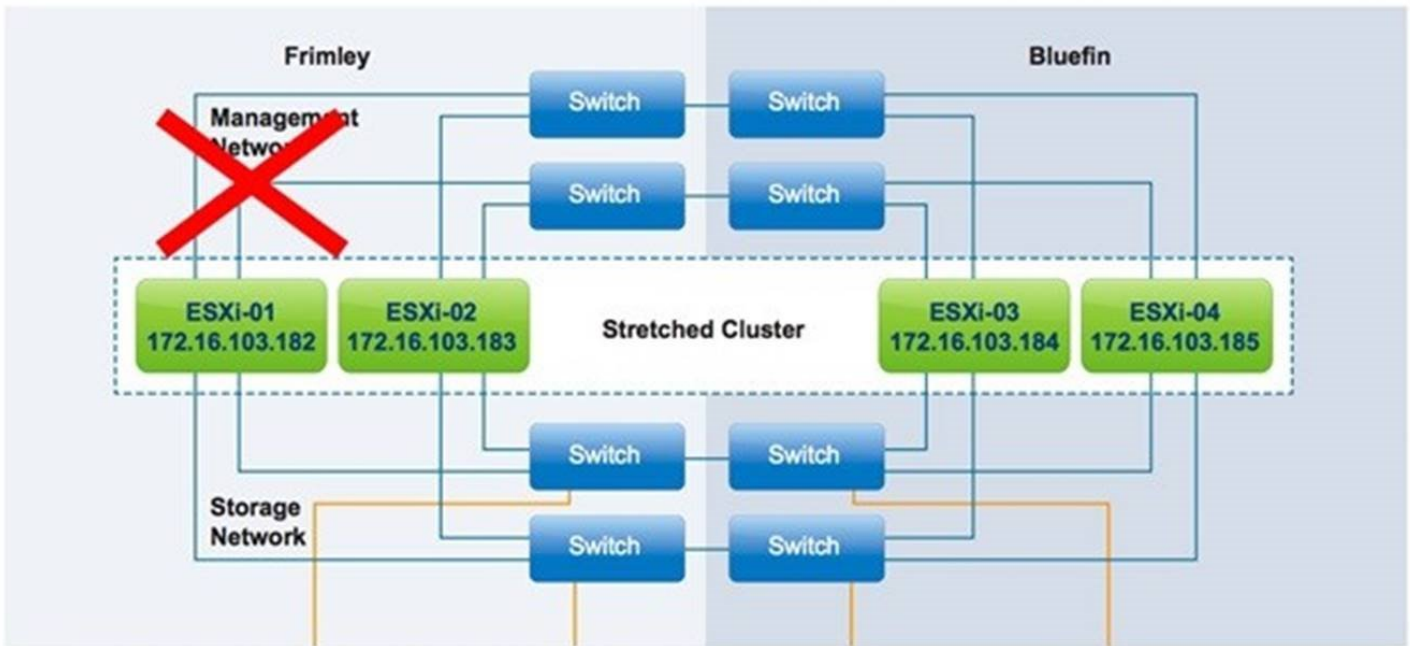 Frimley
Bluefin
Switch
Switch
Management
Network
Switch
Switch
ESXi-01
172.16.103.182
ESXi-02
172.16.103.183
Stretched Cluster
ESXi-03
172.16.103.184
ESXi-04
172.16.103.185
Switch
Switch
Storage
Network
Switch
Switch